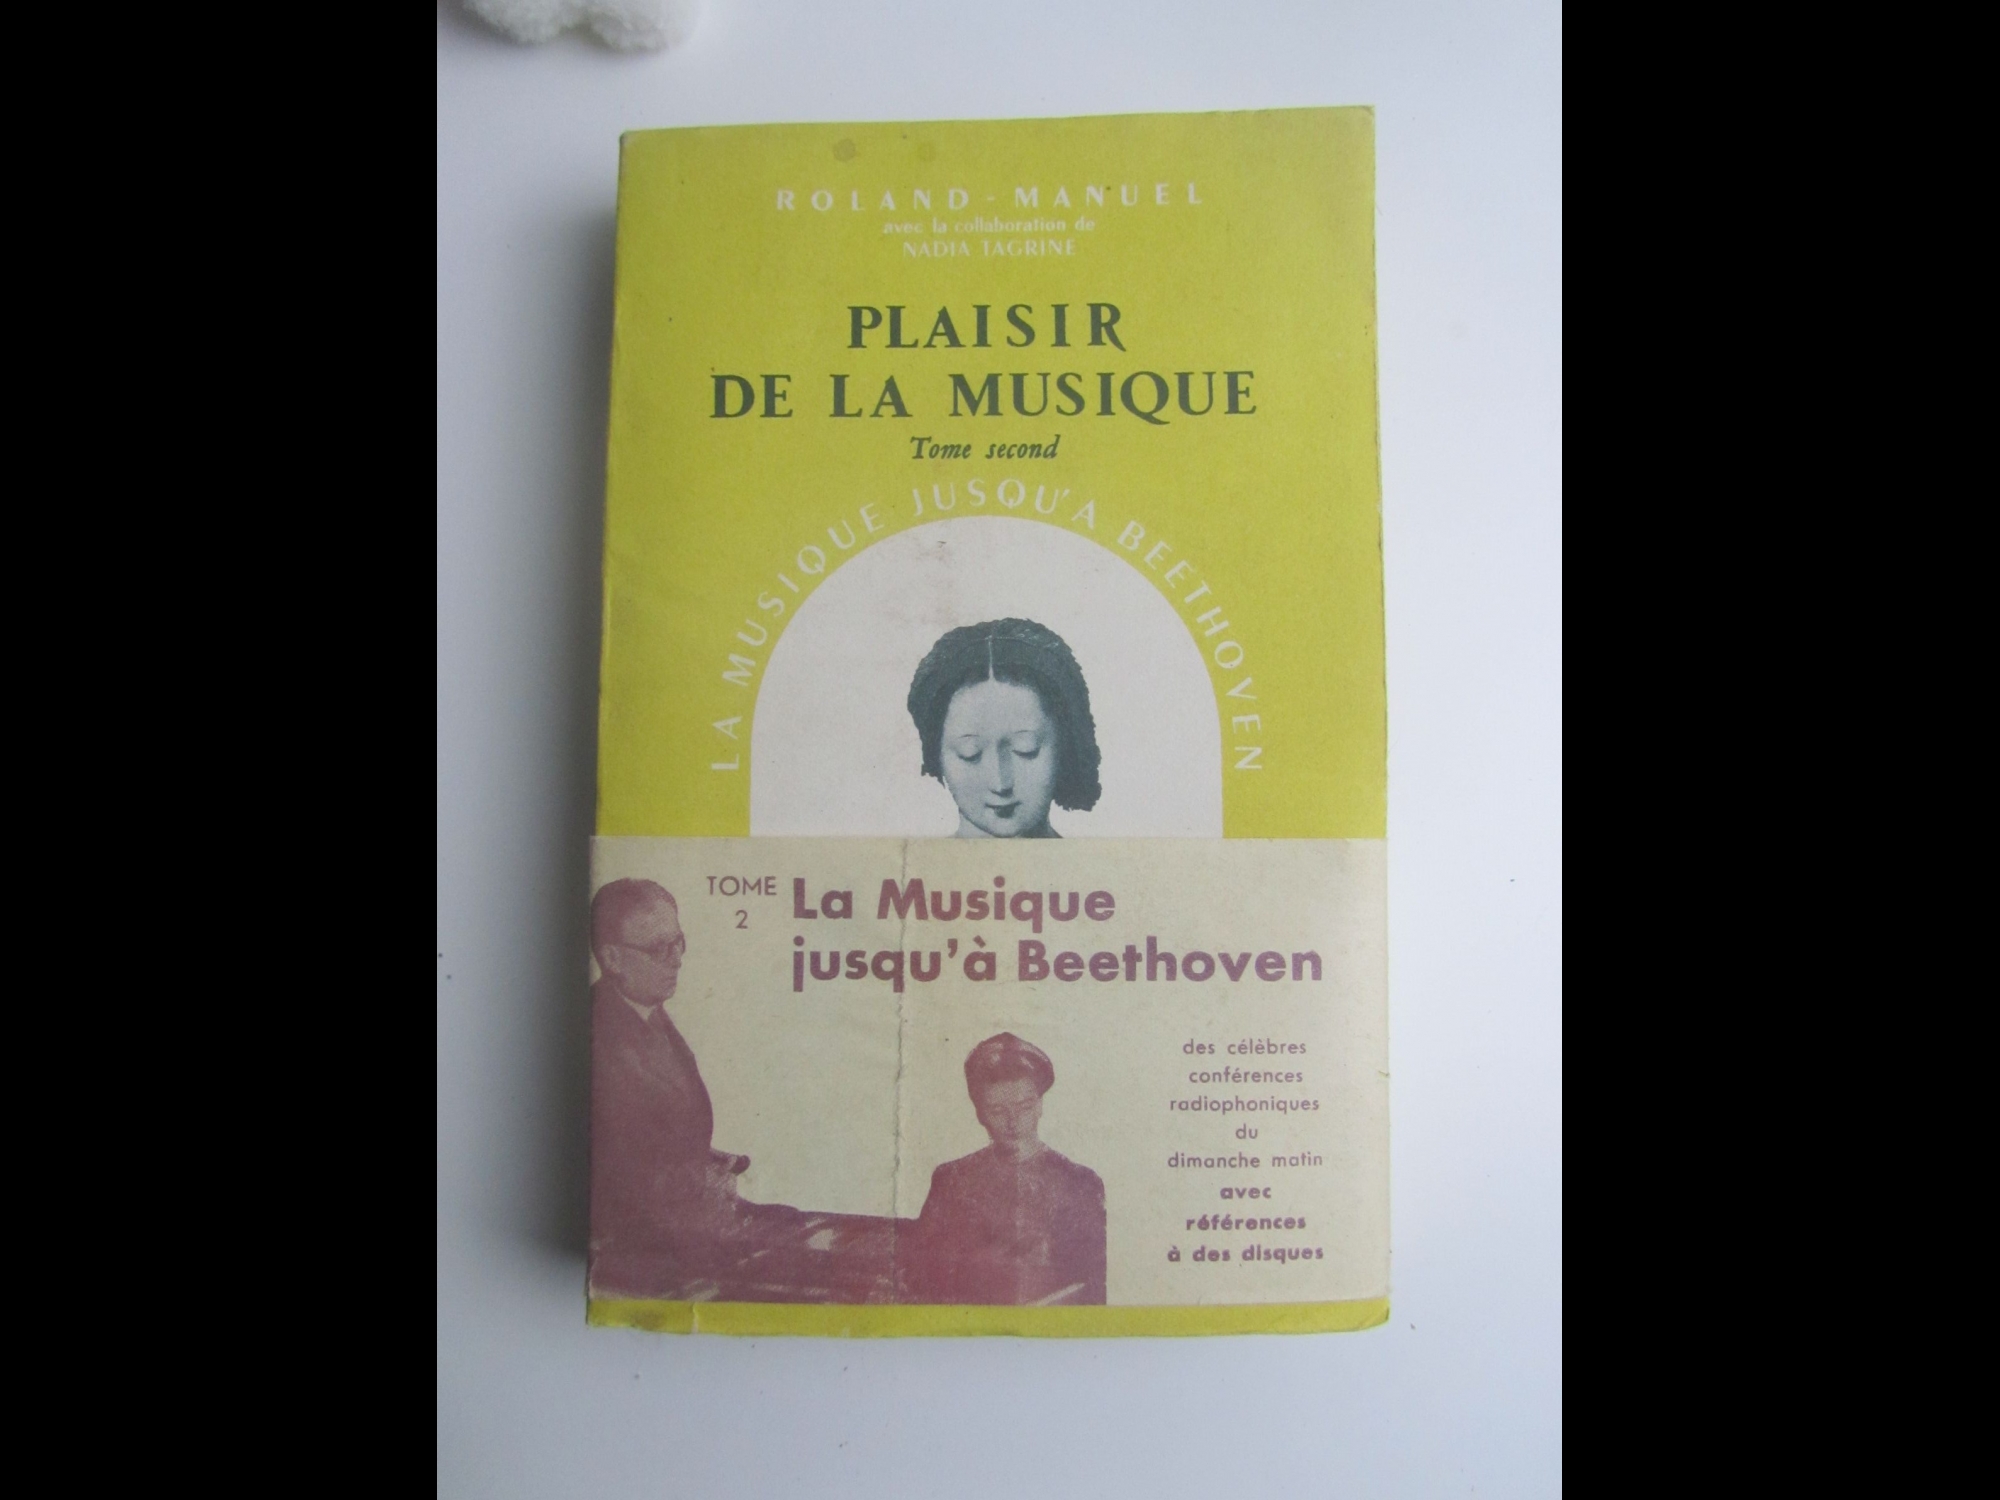 ROLAND-MANUEL
avec la collaboration de
NADIA TAGRINE
PLAISIR
DE LA MUSIQUE
Tome second
LA MUSIQUE JUSQU'A BEETHOVEN
TOME
2
La Musique
jusqu'à Beethoven
des célèbres
conférences
radiophoniques
du
dimanche matin
avec
références
à des disques